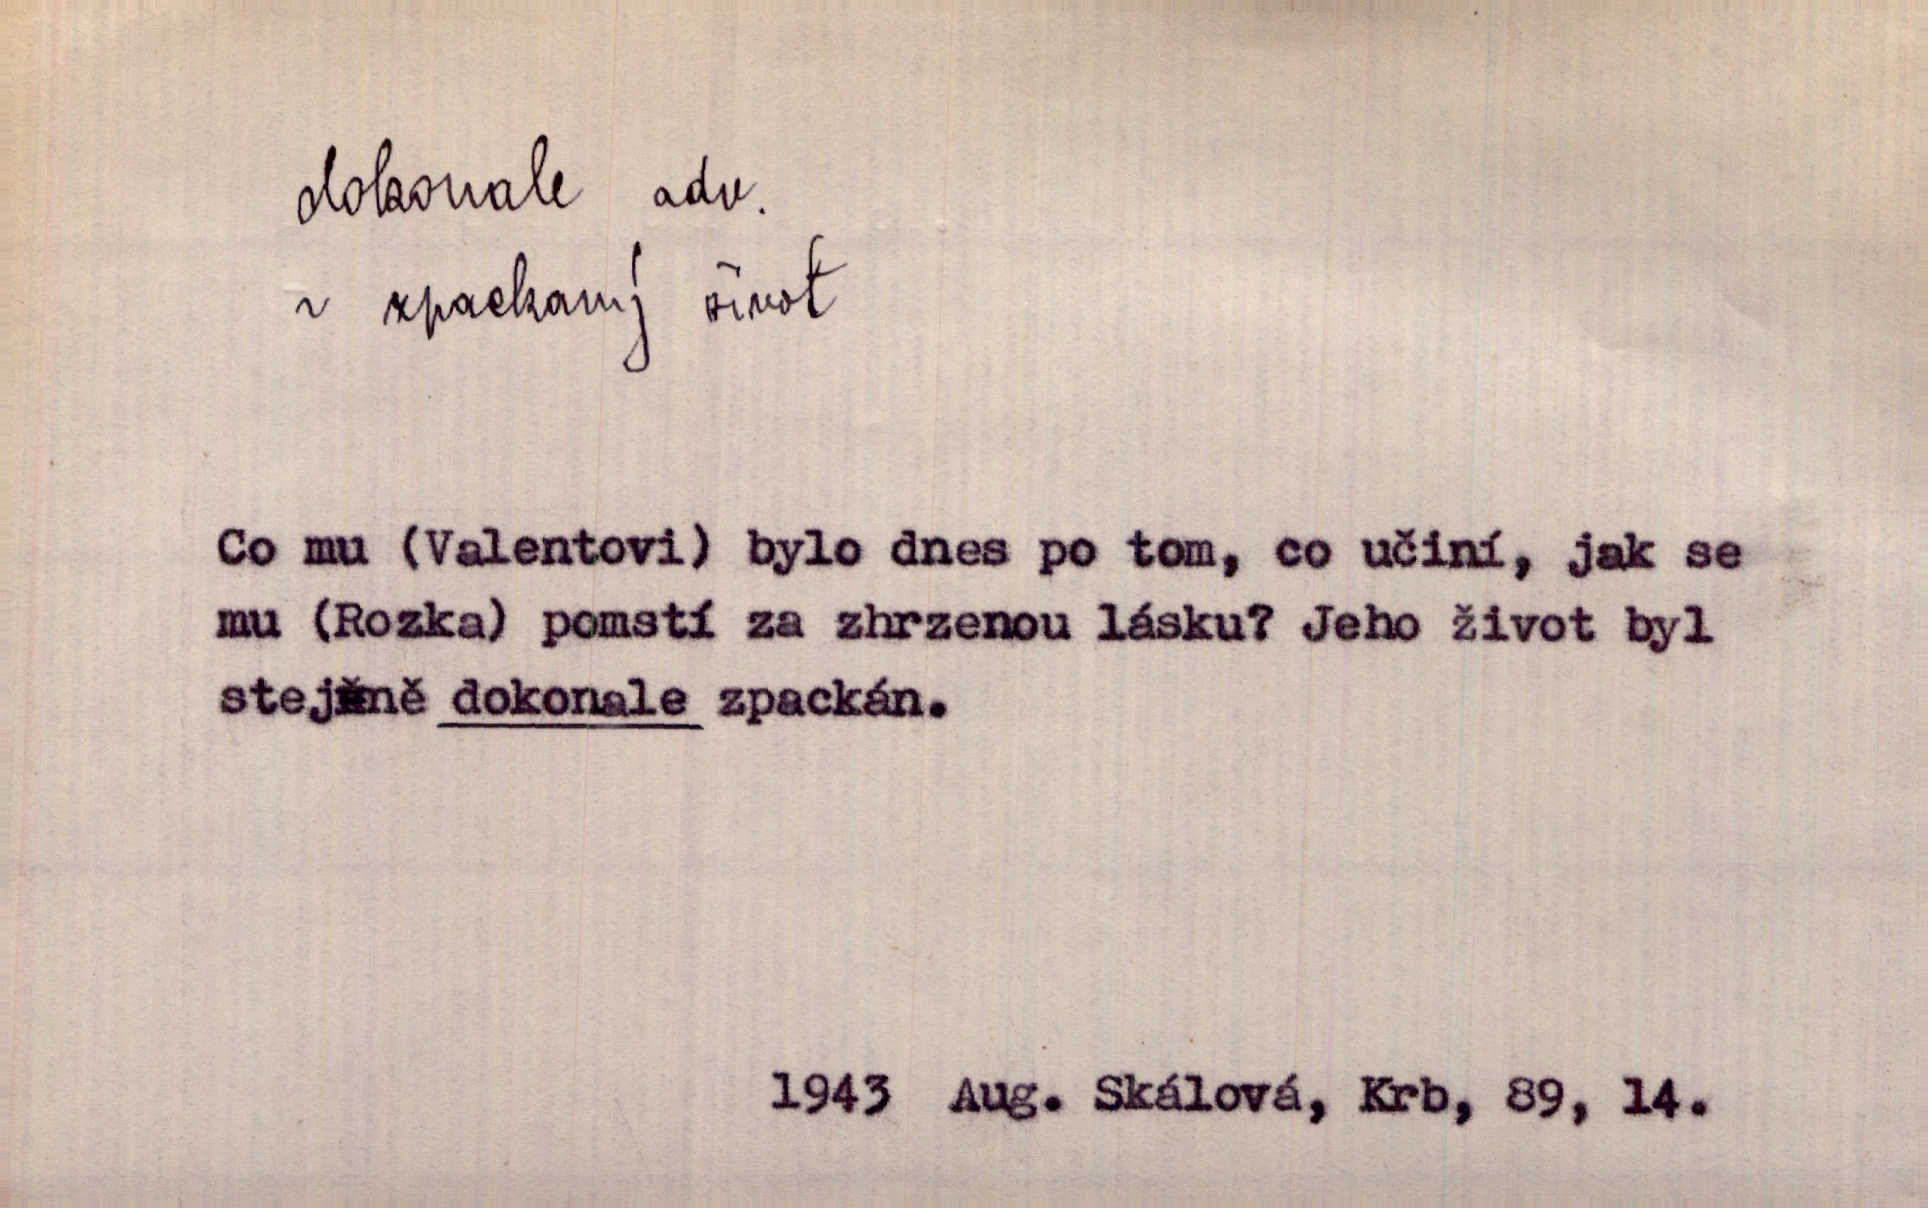 dokonale adv.
~ zpackaný život
Co mu (Valentovi) bylo dnes po tom, co učiní, jak se
mu (Rozka) pomstí za zhrzenou lásku? Jeho život byl
stejně dokonale zpackán.
1943 Aug. Skálová, Krb, 89, 14.